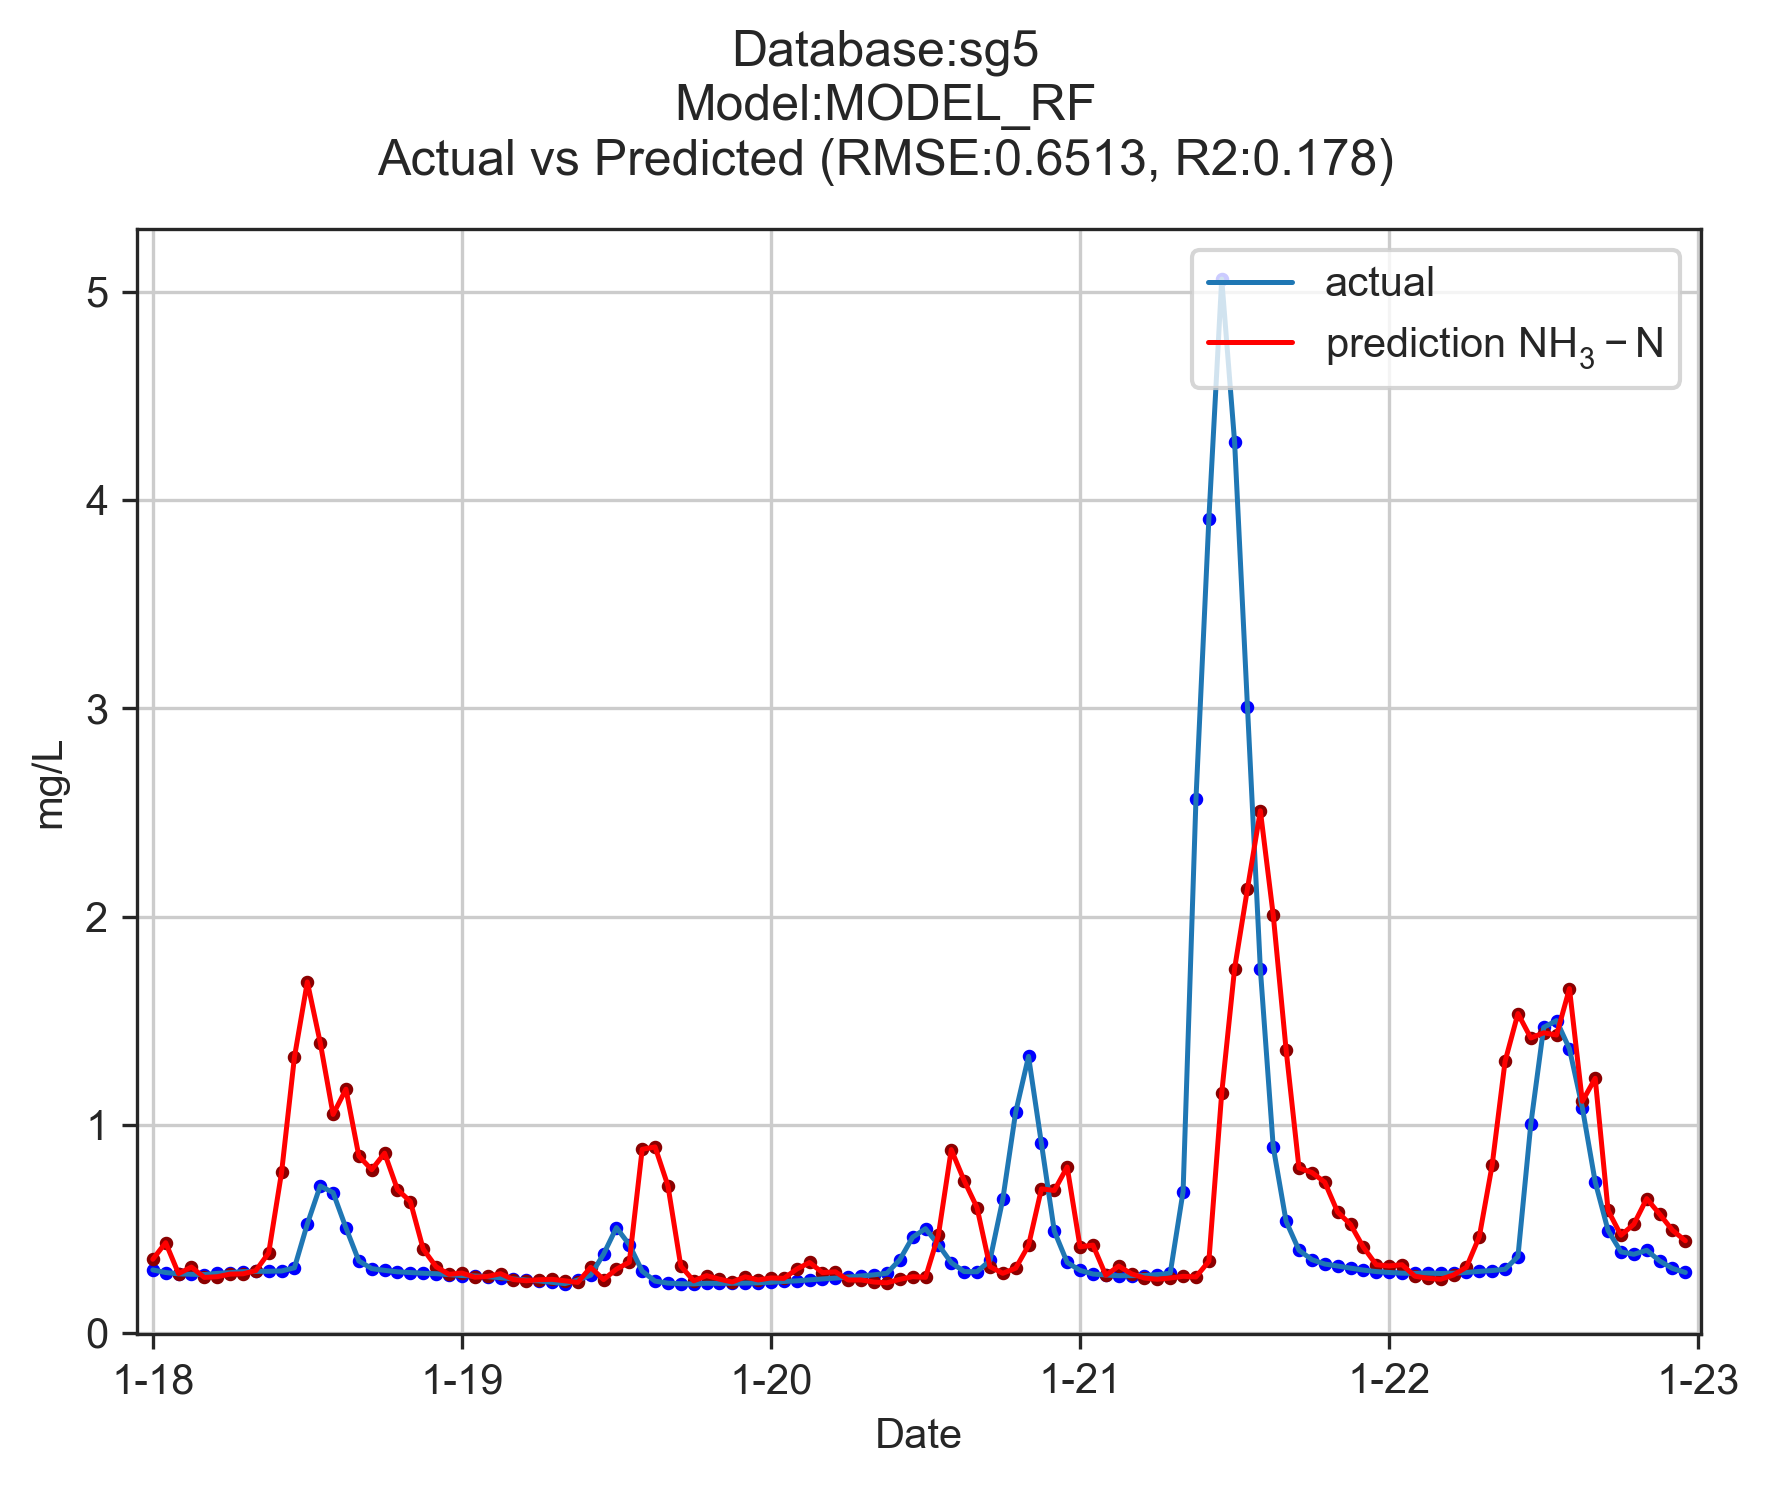 Database:sg5
Model:MODEL_RF
Actual vs Predicted (RMSE:0.6513, R2:0.178)
actual
prediction NH₃ − N
5
4
3
2
1
0
mg/L
1-18 1-19 1-20 1-21 1-22 1-23
Date